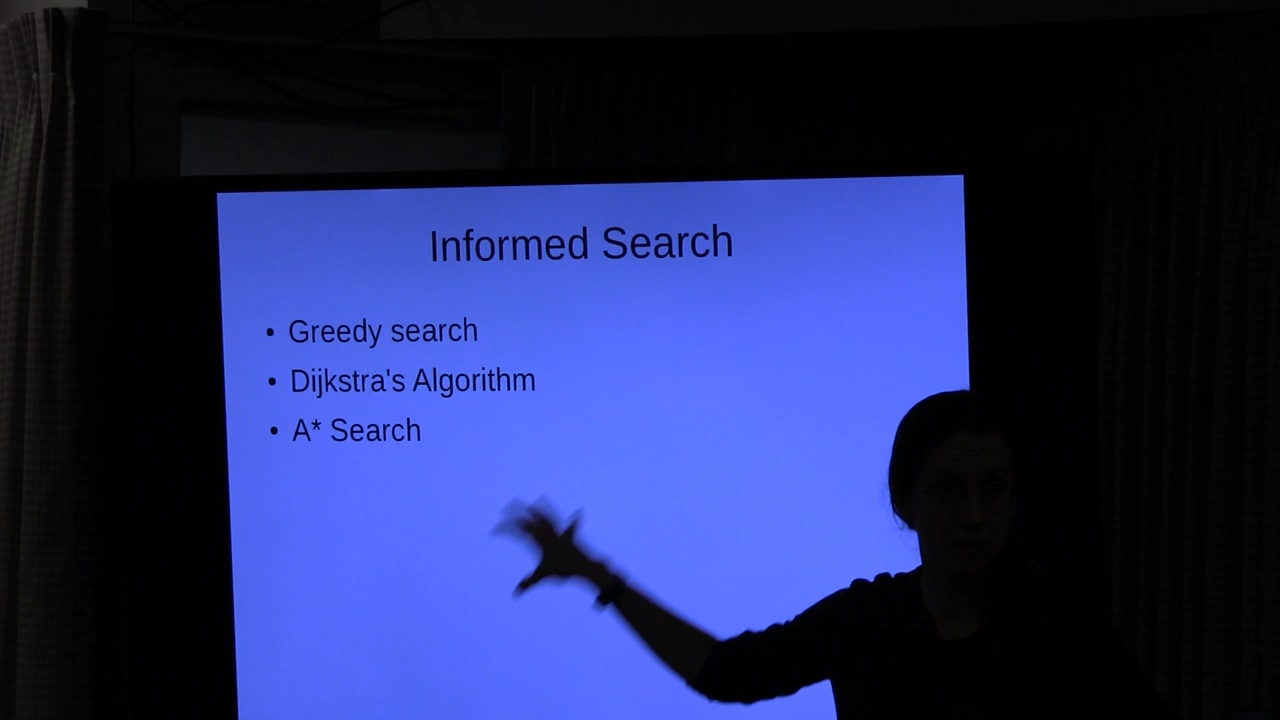 Informed Search
• Greedy search
• Dijkstra's Algorithm
• A* Search